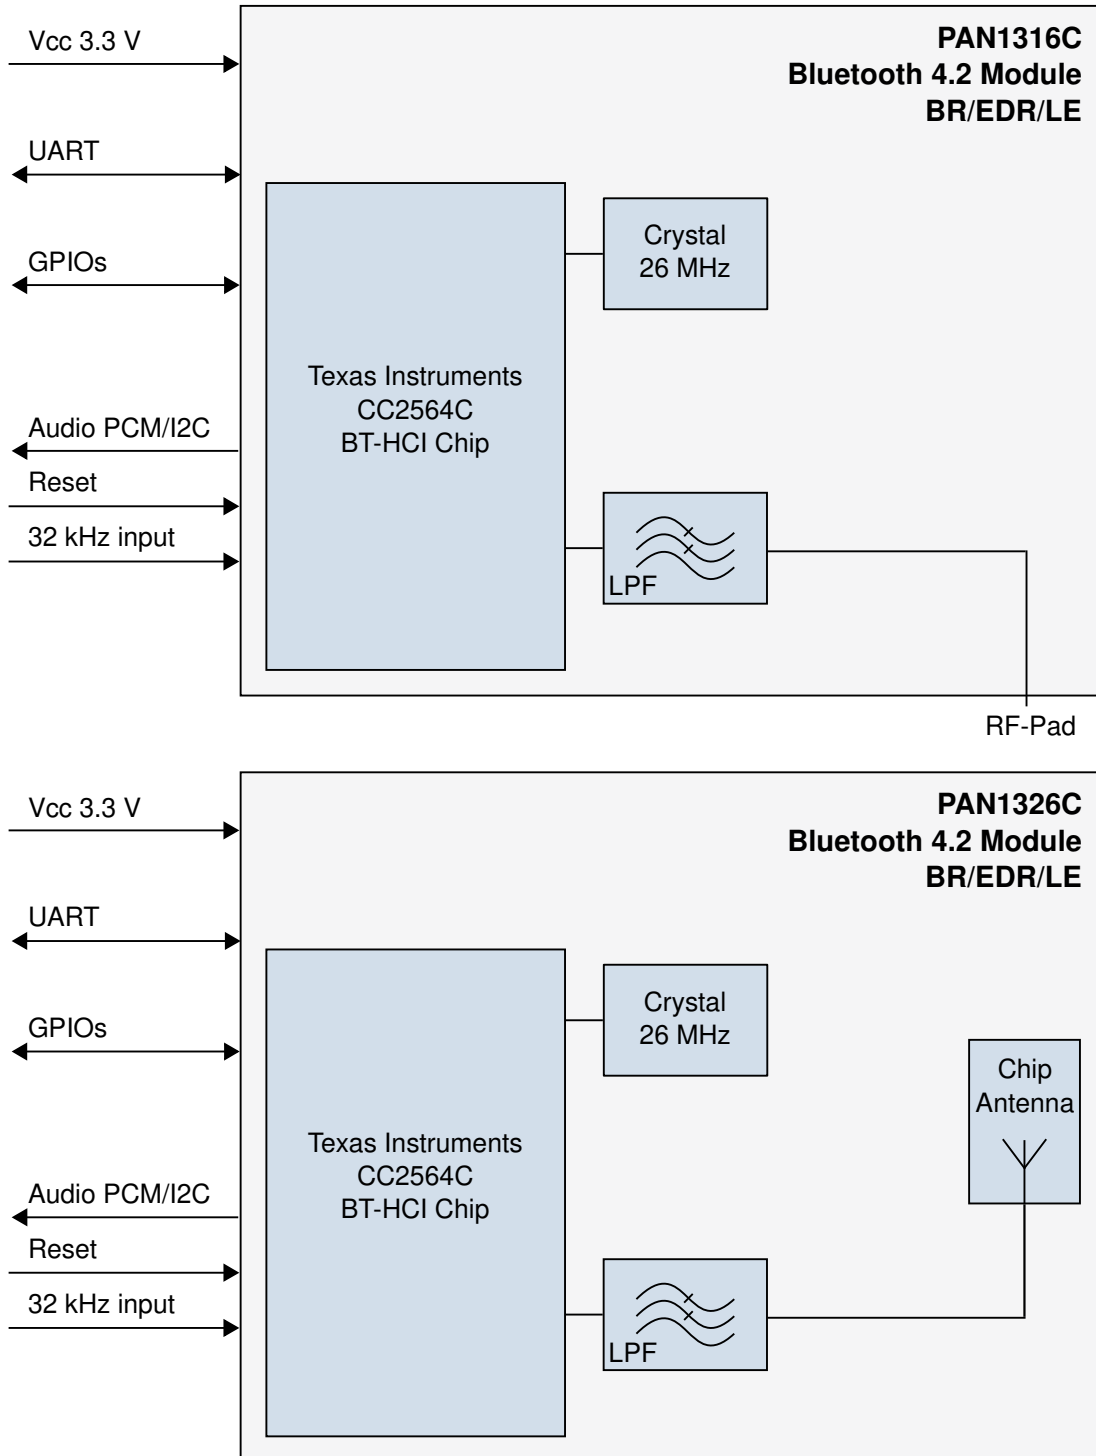 Vcc 3.3 V
PAN1316C
Bluetooth 4.2 Module
BR/EDR/LE
UART
GPIOs
Crystal
26 MHz
Texas Instruments
CC2564C
BT-HCI Chip
Audio PCM/I2C
Reset
32 kHz input
LPF
RF-Pad
Vcc 3.3 V
PAN1326C
Bluetooth 4.2 Module
BR/EDR/LE
UART
GPIOs
Crystal
26 MHz
Chip
Antenna
Texas Instruments
CC2564C
BT-HCI Chip
Audio PCM/I2C
Reset
32 kHz input
LPF